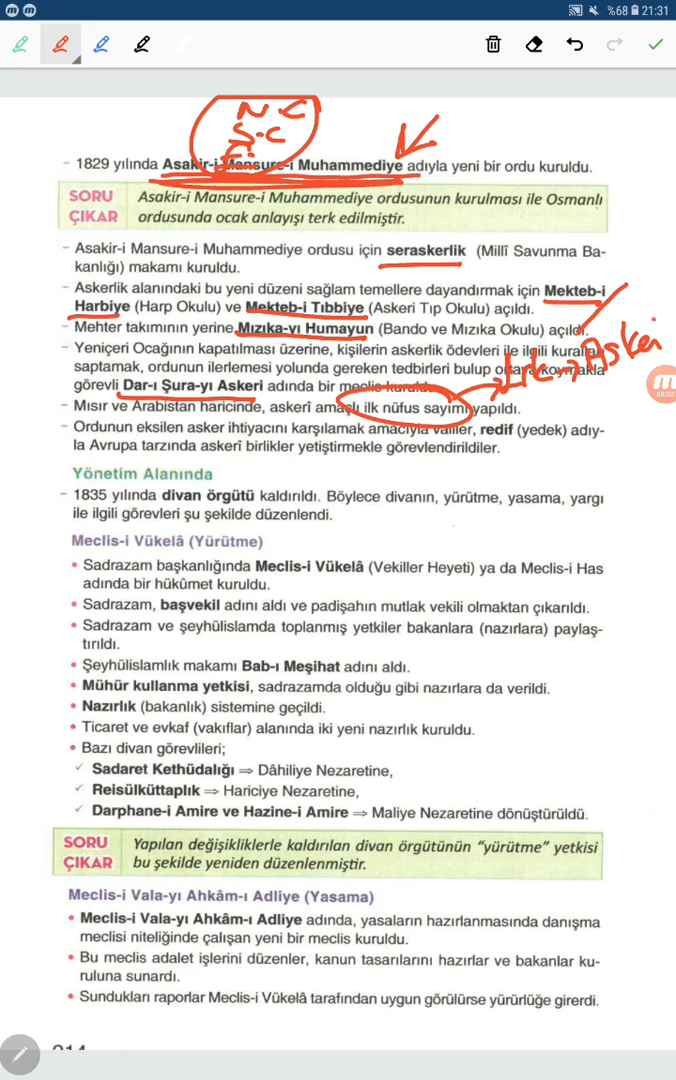 %68 21:31
N C
S.C
- 1829 yılında Asakir-i Mansure-i Muhammediye adıyla yeni bir ordu kuruldu.
SORU ÇIKAR
Asakir-i Mansure-i Muhammediye ordusunun kurulması ile Osmanlı
ordusunda ocak anlayışı terk edilmiştir.
- Asakir-i Mansure-i Muhammediye ordusu için seraskerlik (Millî Savunma Ba-
kanlığı) makamı kuruldu.
- Askerlik alanındaki bu yeni düzeni sağlam temellere dayandırmak için Mekteb-i
Harbiye (Harp Okulu) ve Mekteb-i Tıbbiye (Askeri Tıp Okulu) açıldı.
- Mehter takımının yerine Mızıka-yı Humayun (Bando ve Mızıka Okulu) açıldı.
- Yeniçeri Ocağının kapatılması üzerine, kişilerin askerlik ödevleri ile ilgili kuralları
saptamak, ordunun ilerlemesi yolunda gereken tedbirleri bulup ortaya koymakla
görevli Dar-ı Şura-yı Askeri adında bir meclis kuruldu.
İlk → Askeri
- Mısır ve Arabistan haricinde, askerî amaçlı ilk nüfus sayımı yapıldı.
- Ordunun eksilen asker ihtiyacını karşılamak amacıyla valiler, redif (yedek) adıy-
la Avrupa tarzında askerî birlikler yetiştirmekle görevlendirildiler.
08:00
Yönetim Alanında
- 1835 yılında divan örgütü kaldırıldı. Böylece divanın, yürütme, yasama, yargı
ile ilgili görevleri şu şekilde düzenlendi.
Meclis-i Vükelâ (Yürütme)
• Sadrazam başkanlığında Meclis-i Vükelâ (Vekiller Heyeti) ya da Meclis-i Has
adında bir hükûmet kuruldu.
• Sadrazam, başvekil adını aldı ve padişahın mutlak vekili olmaktan çıkarıldı.
• Sadrazam ve şeyhülislamda toplanmış yetkiler bakanlara (nazırlara) paylaş-
tırıldı.
• Şeyhülislamlık makamı Bab-ı Meşihat adını aldı.
• Mühür kullanma yetkisi, sadrazamda olduğu gibi nazırlara da verildi.
• Nazırlık (bakanlık) sistemine geçildi.
• Ticaret ve evkaf (vakıflar) alanında iki yeni nazırlık kuruldu.
• Bazı divan görevlileri;
✓ Sadaret Kethüdalığı ⇒ Dâhiliye Nezaretine,
✓ Reisülküttaplık ⇒ Hariciye Nezaretine,
✓ Darphane-i Amire ve Hazine-i Amire ⇒ Maliye Nezaretine dönüştürüldü.
SORU ÇIKAR
Yapılan değişikliklerle kaldırılan divan örgütünün “yürütme” yetkisi
bu şekilde yeniden düzenlenmiştir.
Meclis-i Vala-yı Ahkâm-ı Adliye (Yasama)
• Meclis-i Vala-yı Ahkâm-ı Adliye adında, yasaların hazırlanmasında danışma
meclisi niteliğinde çalışan yeni bir meclis kuruldu.
• Bu meclis adalet işlerini düzenler, kanun tasarılarını hazırlar ve bakanlar ku-
ruluna sunardı.
• Sundukları raporlar Meclis-i Vükelâ tarafından uygun görülürse yürürlüğe girerdi.